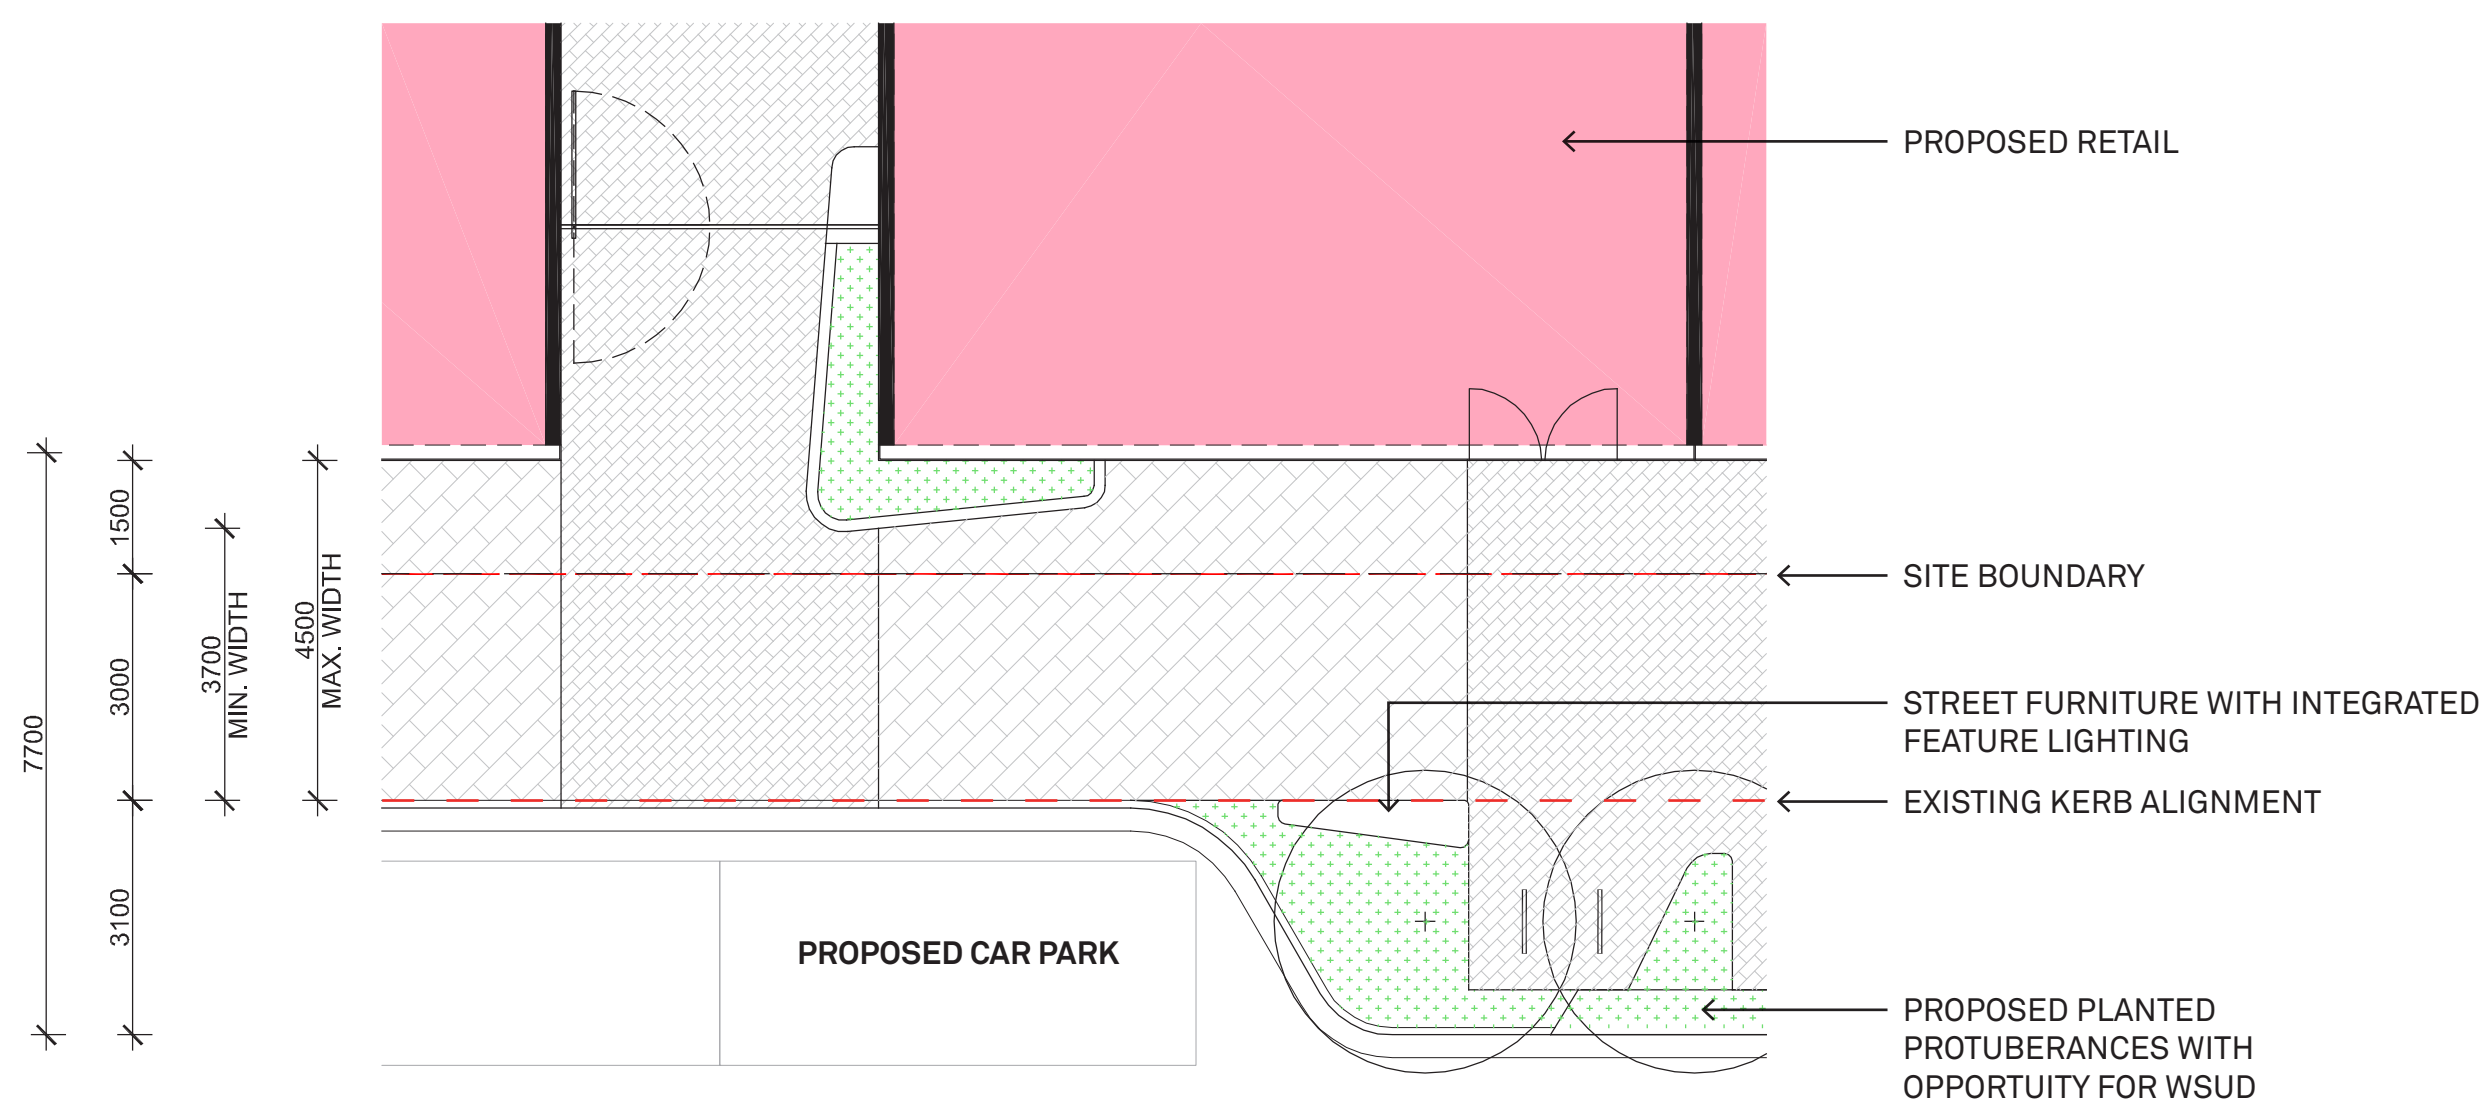 PROPOSED RETAIL
1500
SITE BOUNDARY
4500
MAX. WIDTH
3700
MIN. WIDTH
3000
7700
STREET FURNITURE WITH INTEGRATED
FEATURE LIGHTING
EXISTING KERB ALIGNMENT
3100
PROPOSED CAR PARK
PROPOSED PLANTED
PROTUBERANCES WITH
OPPORTUITY FOR WSUD